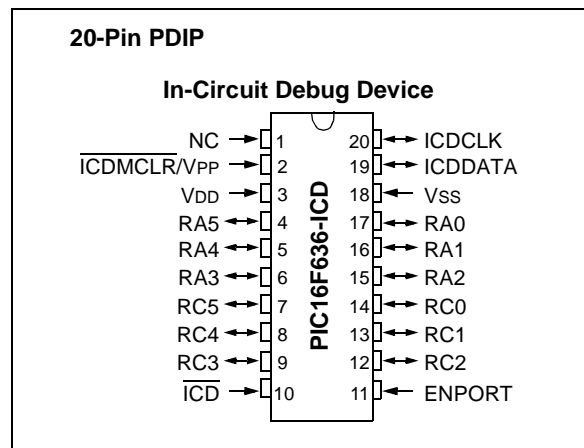 20-Pin PDIP
In-Circuit Debug Device
NC 1 20 ICDCLK
ICDMCLR/VPP 2 19 ICDDATA
VDD 3 18 VSS
RA5 4 17 RA0
RA4 5 16 RA1
RA3 6 15 RA2
RC5 7 14 RC0
RC4 8 13 RC1
RC3 9 12 RC2
ICD 10 11 ENPORT
PIC16F636-ICD